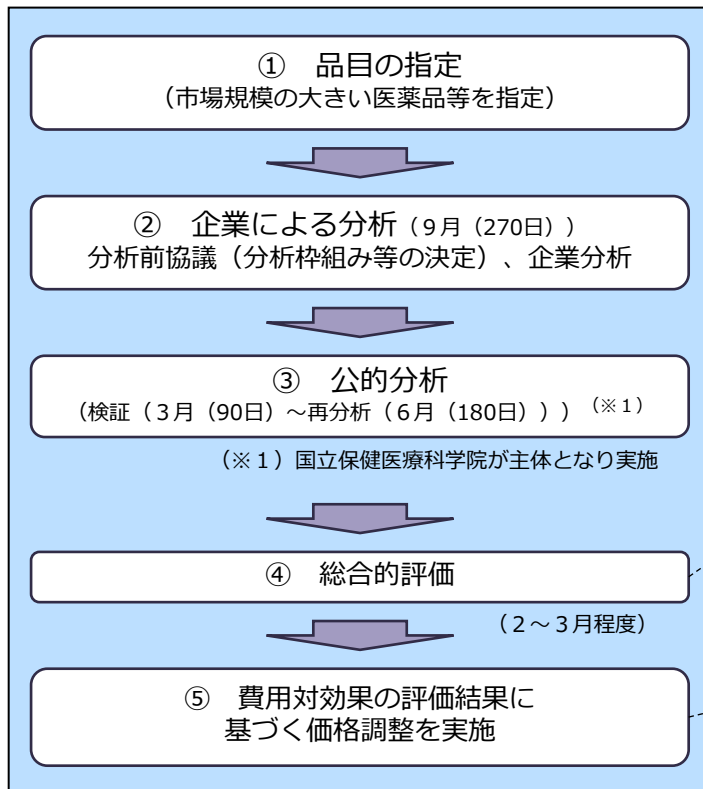 ① 品目の指定
（市場規模の大きい医薬品等を指定）
② 企業による分析（９月（270日））
分析前協議（分析枠組み等の決定）、企業分析
③ 公的分析
（検証（３月（90日）～再分析（６月（180日）））（※１）
（※１）国立保健医療科学院が主体となり実施
④ 総合的評価
（２～３月程度）
⑤ 費用対効果の評価結果に
基づく価格調整を実施